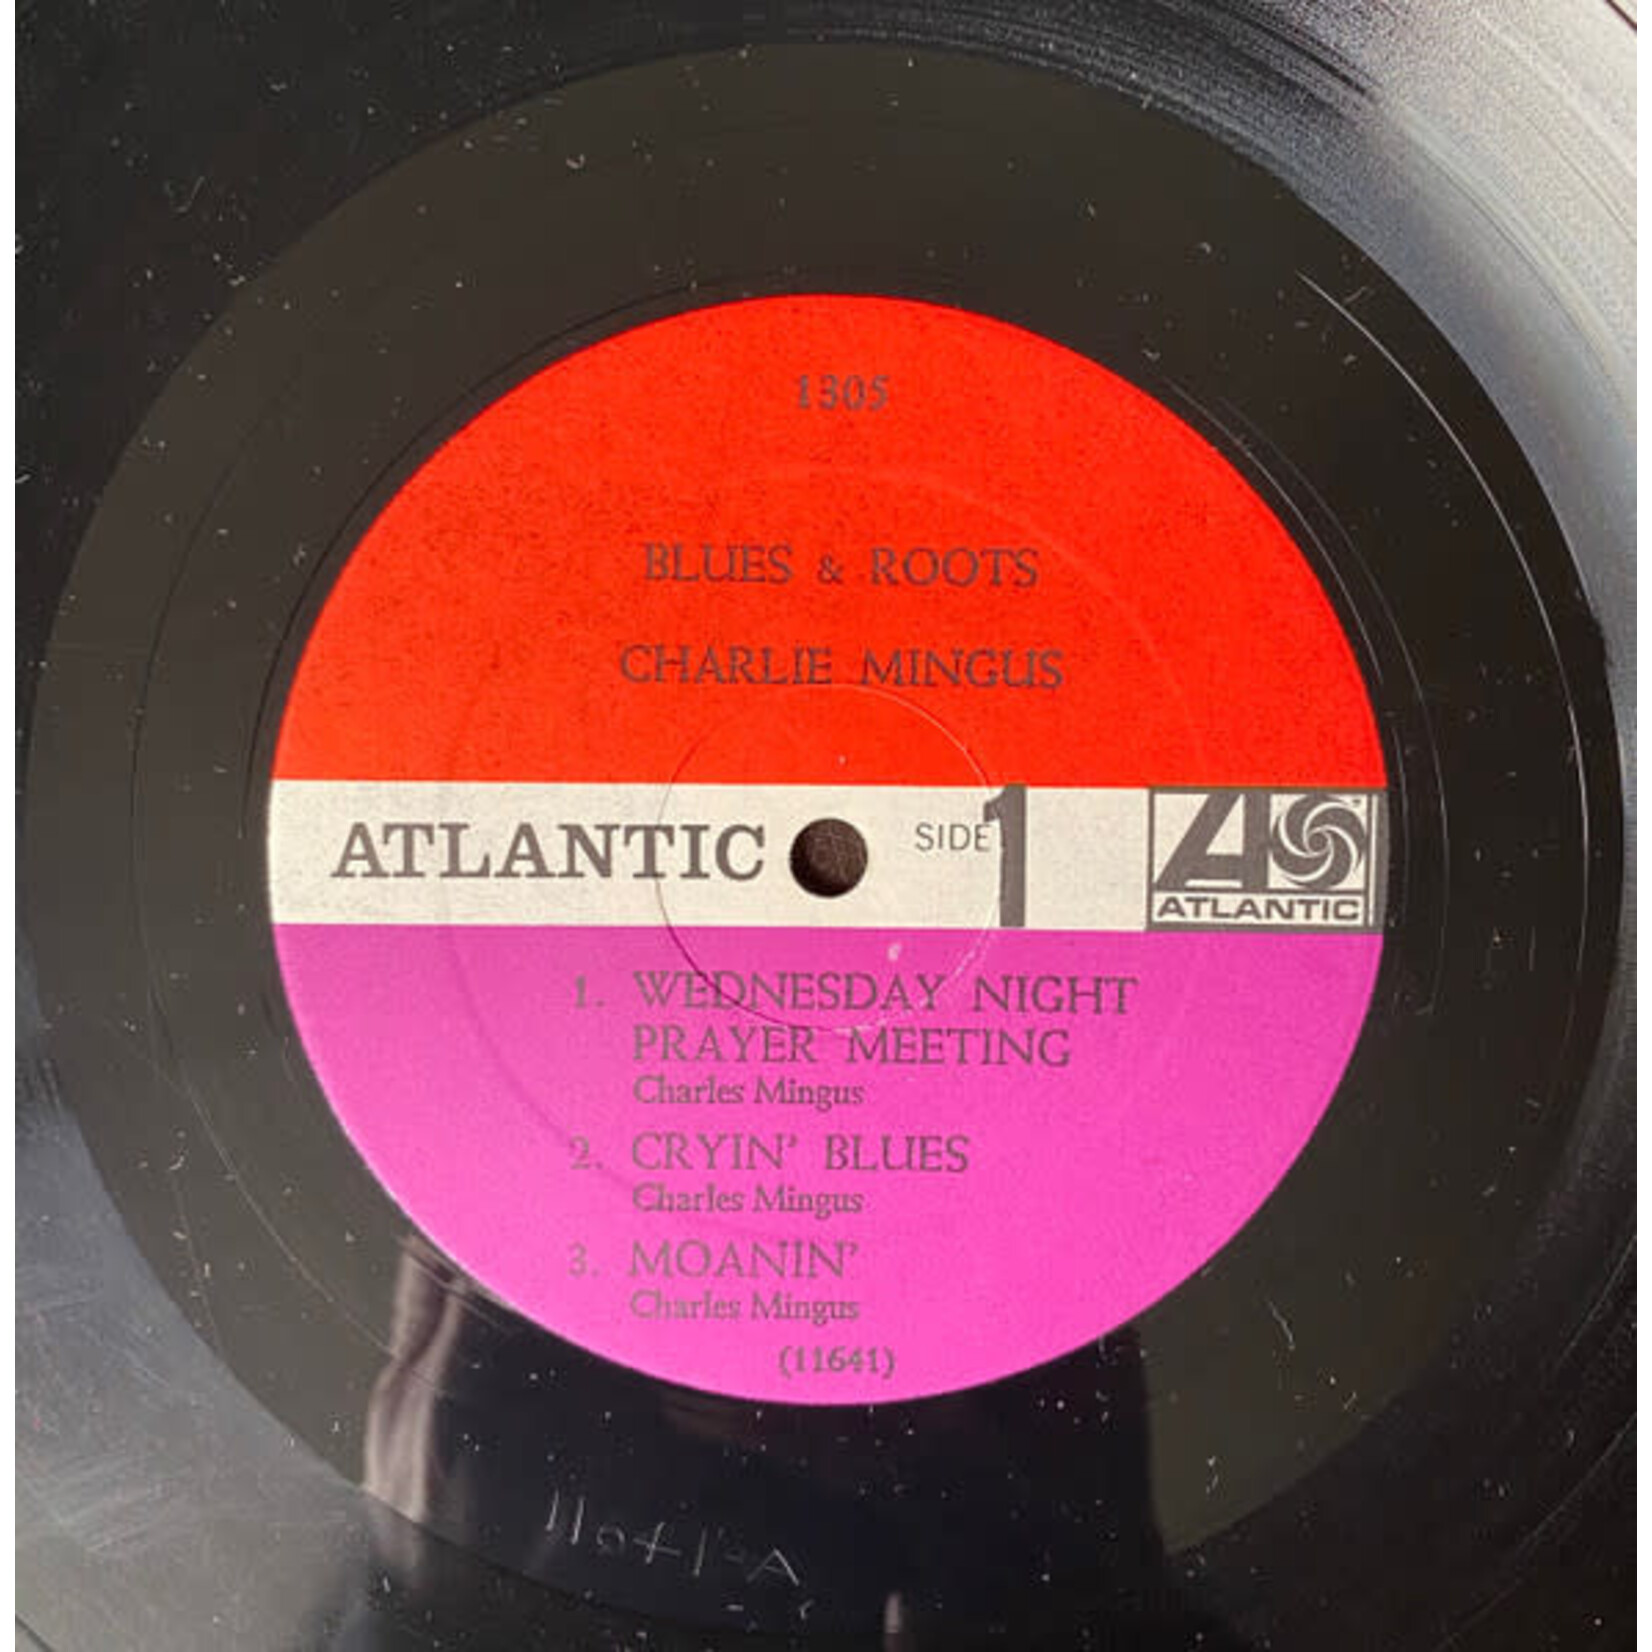 1305
BLUES & ROOTS
CHARLIE MINGUS
ATLANTIC
SIDE 1
ATLANTIC
1. WEDNESDAY NIGHT
PRAYER MEETING
Charles Mingus
2. CRYIN' BLUES
Charles Mingus
3. MOANIN'
Charles Mingus
(11641)